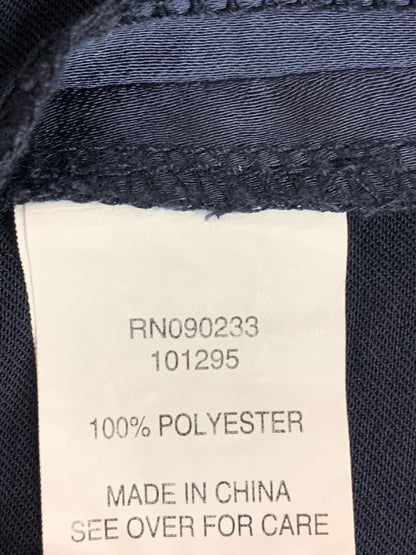 RN090233
101295
100% POLYESTER
MADE IN CHINA
SEE OVER FOR CARE